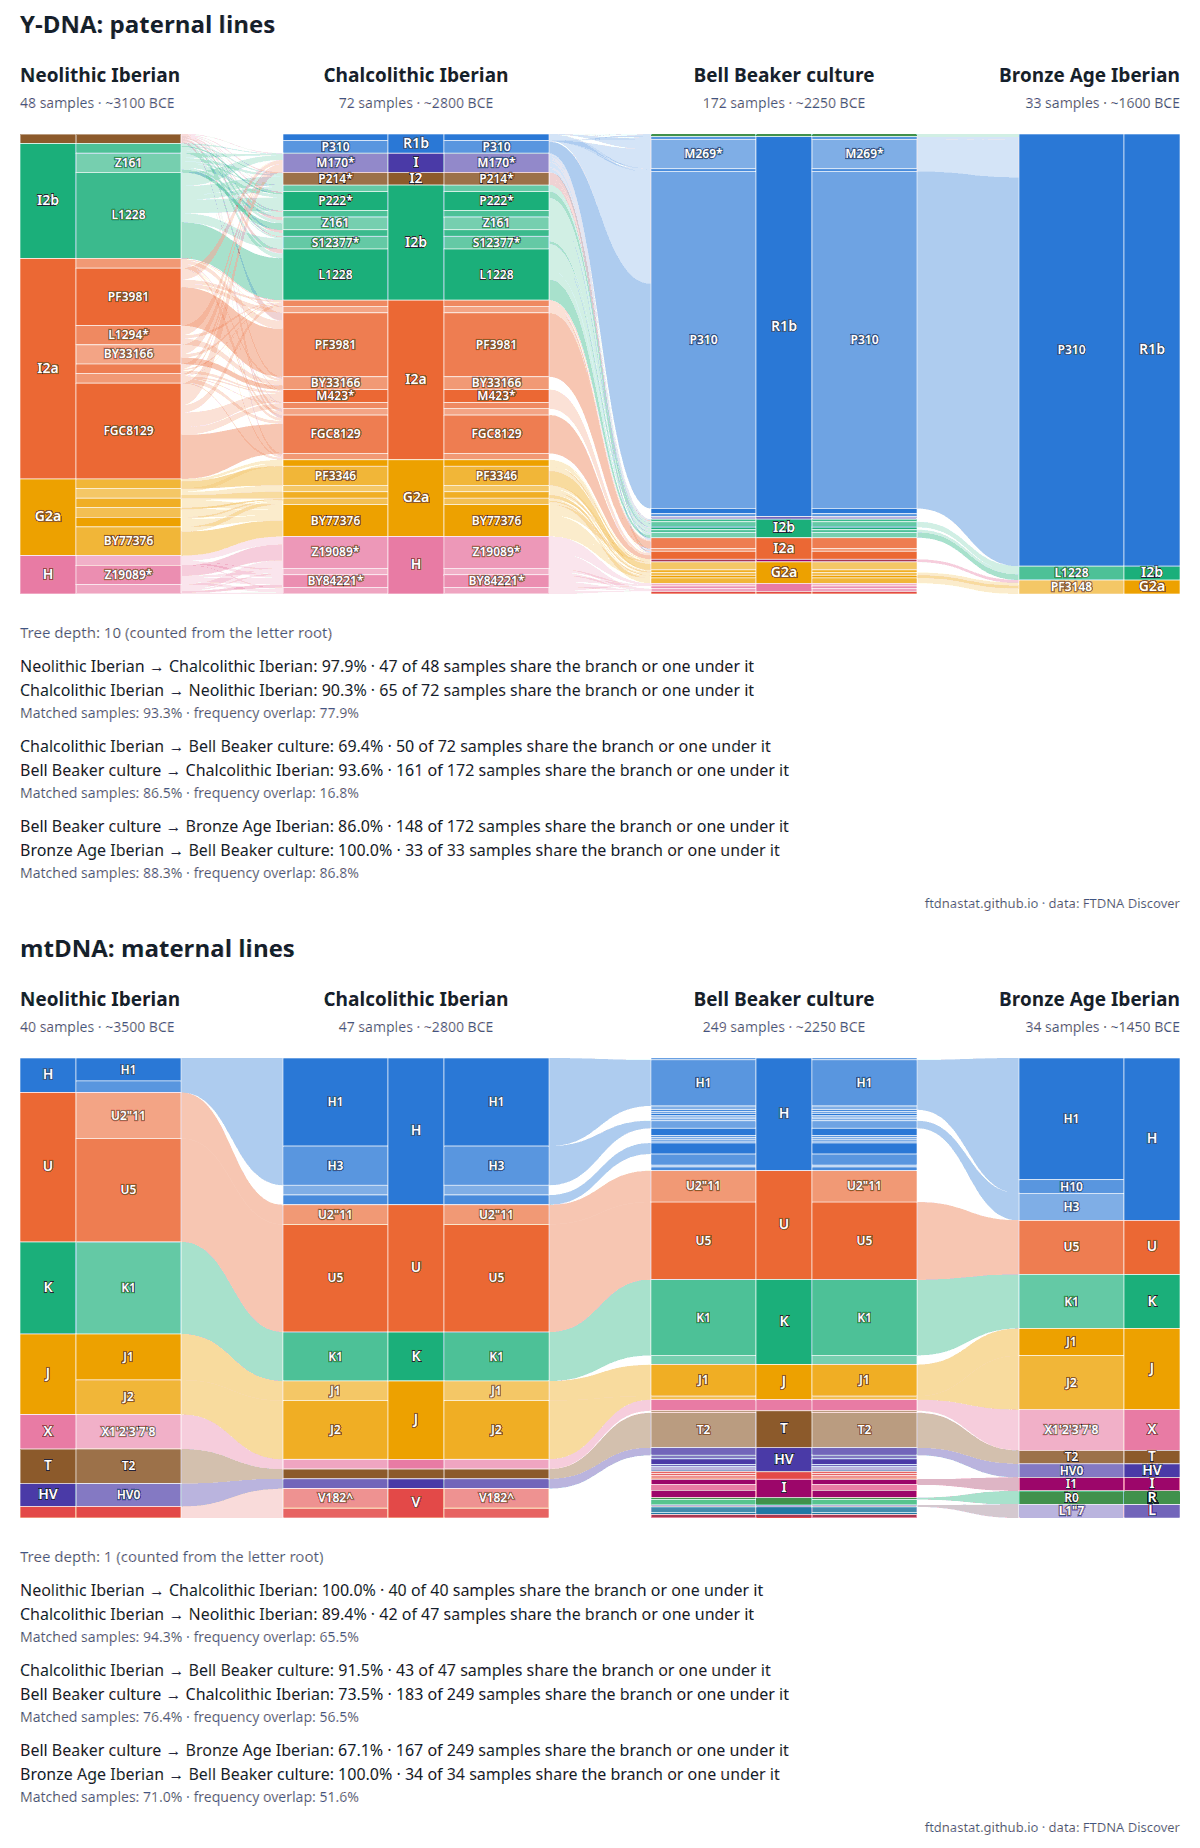 Y-DNA: paternal lines
Neolithic Iberian
48 samples · ~3100 BCE
Chalcolithic Iberian
72 samples · ~2800 BCE
Bell Beaker culture
172 samples · ~2250 BCE
Bronze Age Iberian
33 samples · ~1600 BCE
I2b
I2a
G2a
H
Z161
L1228
PF3981
L1294*
BY33166
FGC8129
BY77376
Z19089*
P310
M170*
P214*
P222*
Z161
S12377*
L1228
PF3981
BY33166
M423*
FGC8129
PF3346
BY77376
Z19089*
BY84221*
R1b
I
I2
I2b
I2a
G2a
H
P310
M170*
P214*
P222*
Z161
S12377*
L1228
PF3981
BY33166
M423*
FGC8129
PF3346
BY77376
Z19089*
BY84221*
M269*
P310
R1b
I2b
I2a
G2a
M269*
P310
P310
L1228
PF3148
R1b
I2b
G2a
Tree depth: 10 (counted from the letter root)
Neolithic Iberian → Chalcolithic Iberian: 97.9% · 47 of 48 samples share the branch or one under it
Chalcolithic Iberian → Neolithic Iberian: 90.3% · 65 of 72 samples share the branch or one under it
Matched samples: 93.3% · frequency overlap: 77.9%
Chalcolithic Iberian → Bell Beaker culture: 69.4% · 50 of 72 samples share the branch or one under it
Bell Beaker culture → Chalcolithic Iberian: 93.6% · 161 of 172 samples share the branch or one under it
Matched samples: 86.5% · frequency overlap: 16.8%
Bell Beaker culture → Bronze Age Iberian: 86.0% · 148 of 172 samples share the branch or one under it
Bronze Age Iberian → Bell Beaker culture: 100.0% · 33 of 33 samples share the branch or one under it
Matched samples: 88.3% · frequency overlap: 86.8%
ftdnastat.github.io · data: FTDNA Discover
mtDNA: maternal lines
Neolithic Iberian
40 samples · ~3500 BCE
Chalcolithic Iberian
47 samples · ~2800 BCE
Bell Beaker culture
249 samples · ~2250 BCE
Bronze Age Iberian
34 samples · ~1450 BCE
H
U
K
J
X
T
HV
H1
U2"11
U5
K1
J1
J2
X1'2'3'7'8
T2
HV0
H1
H3
U2"11
U5
K1
J1
J2
V182^
H
U
K
J
V
H1
H3
U2"11
U5
K1
J1
J2
V182^
H1
U2"11
U5
K1
J1
T2
H
U
K
J
T
HV
I
H1
U2"11
U5
K1
J1
T2
H1
H10
H3
U5
K1
J1
J2
X1'2'3'7'8
T2
HV0
I1
R0
L1"7
H
U
K
J
X
T
HV
I
R
L
Tree depth: 1 (counted from the letter root)
Neolithic Iberian → Chalcolithic Iberian: 100.0% · 40 of 40 samples share the branch or one under it
Chalcolithic Iberian → Neolithic Iberian: 89.4% · 42 of 47 samples share the branch or one under it
Matched samples: 94.3% · frequency overlap: 65.5%
Chalcolithic Iberian → Bell Beaker culture: 91.5% · 43 of 47 samples share the branch or one under it
Bell Beaker culture → Chalcolithic Iberian: 73.5% · 183 of 249 samples share the branch or one under it
Matched samples: 76.4% · frequency overlap: 56.5%
Bell Beaker culture → Bronze Age Iberian: 67.1% · 167 of 249 samples share the branch or one under it
Bronze Age Iberian → Bell Beaker culture: 100.0% · 34 of 34 samples share the branch or one under it
Matched samples: 71.0% · frequency overlap: 51.6%
ftdnastat.github.io · data: FTDNA Discover